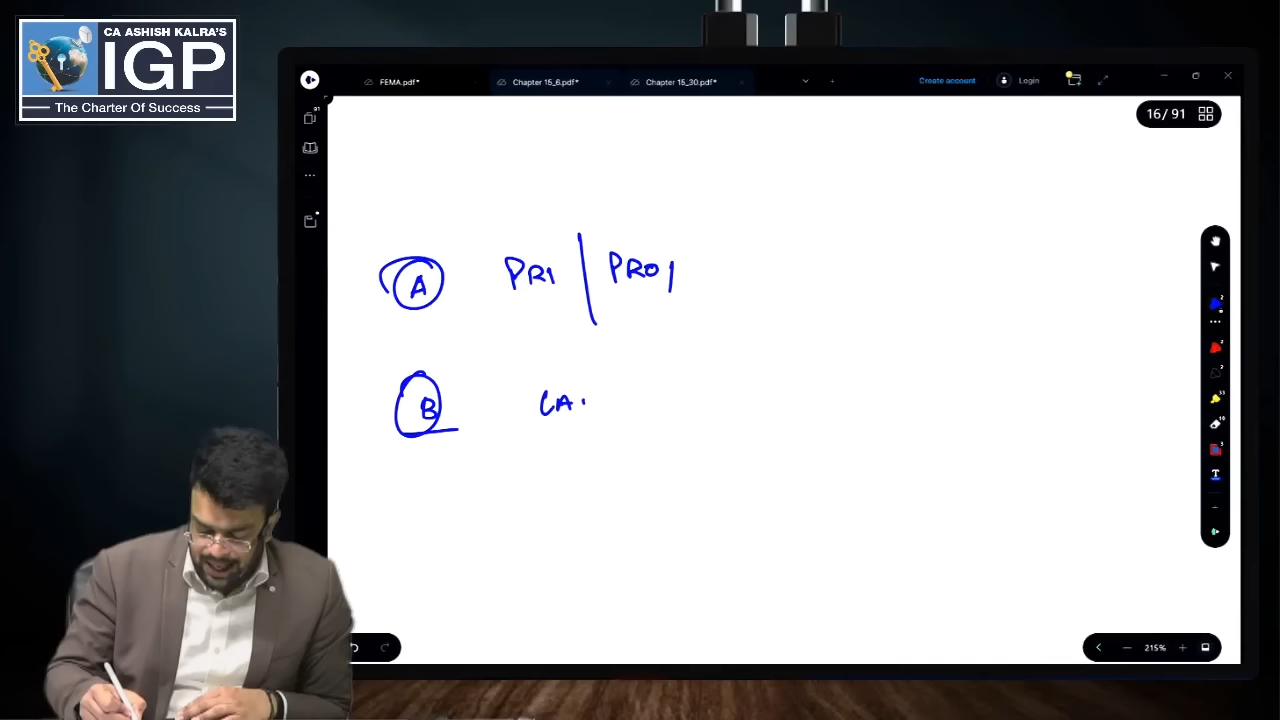 CA ASHISH KALRA'S
IGP
The Charter Of Success
FEMA.pdf*
Chapter 15_6.pdf*
Chapter 15_30.pdf*
Create account
Login
91
16/ 91
A PRI | PRO
B CA.
T
215%